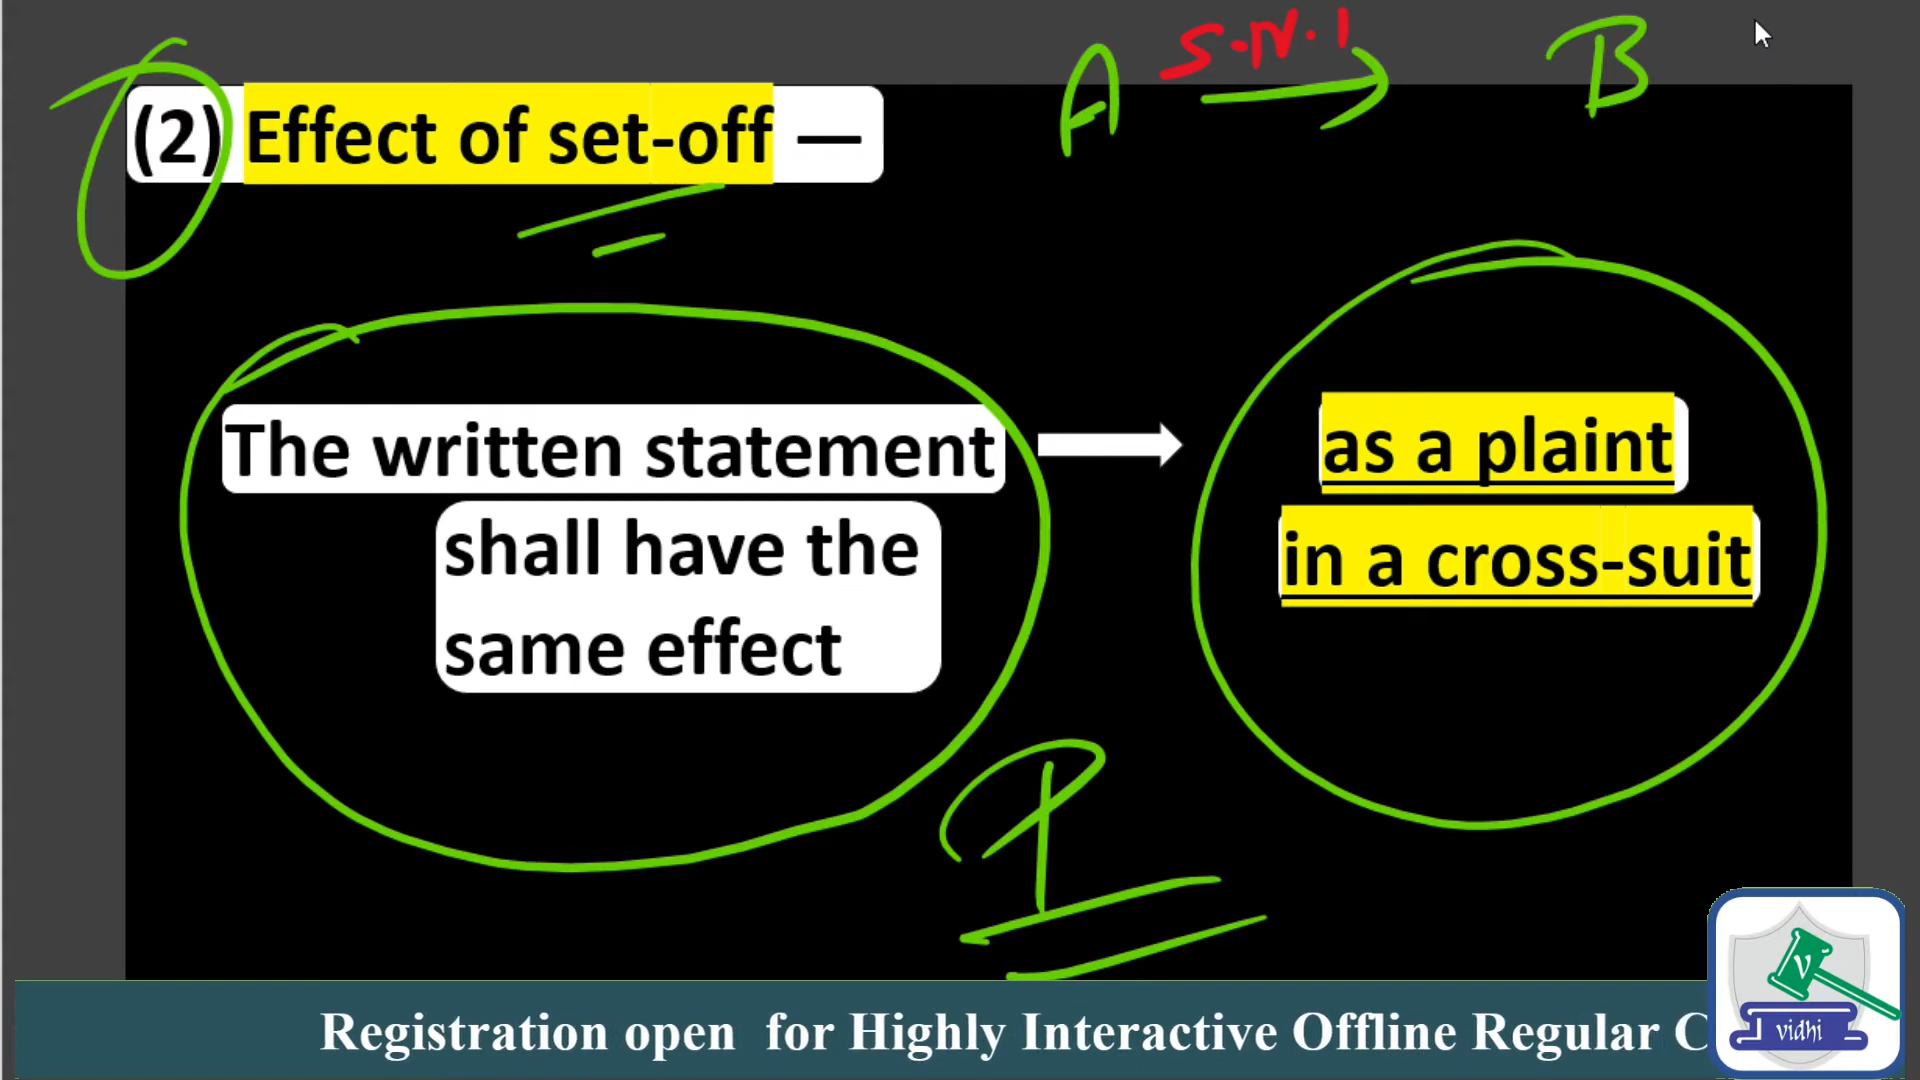 A S.N.1 B
(2) Effect of set-off —
The written statement
shall have the
same effect
as a plaint
in a cross-suit
P
Registration open for Highly Interactive Offline Regular C
V
vidhi